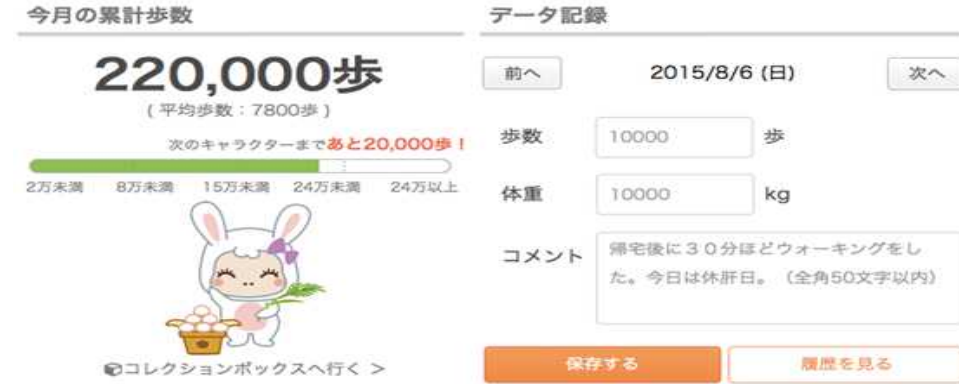 今月の累計歩数
220,000歩
( 平均歩数：7800歩 )
次のキャラクターまであと20,000歩！
2万未満 8万未満 15万未満 24万未満 24万以上
コレクションボックスへ行く >
データ記録
前へ 2015/8/6 (日) 次へ
歩数 10000 歩
体重 10000 kg
コメント
帰宅後に３０分ほどウォーキングをし
た。今日は休肝日。（全角50文字以内）
保存する 履歴を見る